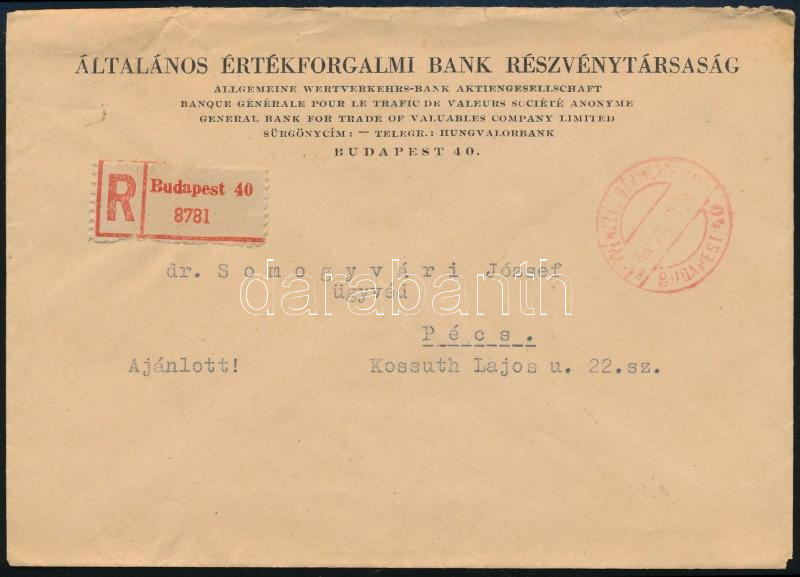 ÁLTALÁNOS ÉRTÉKFORGALMI BANK RÉSZVÉNYTÁRSASÁG
ALLGEMEINE WERTVERKEHRS-BANK AKTIENGESELLSCHAFT
BANQUE GÉNÉRALE POUR LE TRAFIC DE VALEURS SOCIÉTÉ ANONYME
GENERAL BANK FOR TRADE OF VALUABLES COMPANY LIMITED
SÜRGÖNYCÍM: — TELEGR.: HUNGVALORBANK
BUDAPEST 40.
R
Budapest 40
8781
BUDAPEST 40
dr. Somogyvári József
darabanth
ügyvéd
Pécs.
Ajánlott! Kossuth Lajos u. 22.sz.